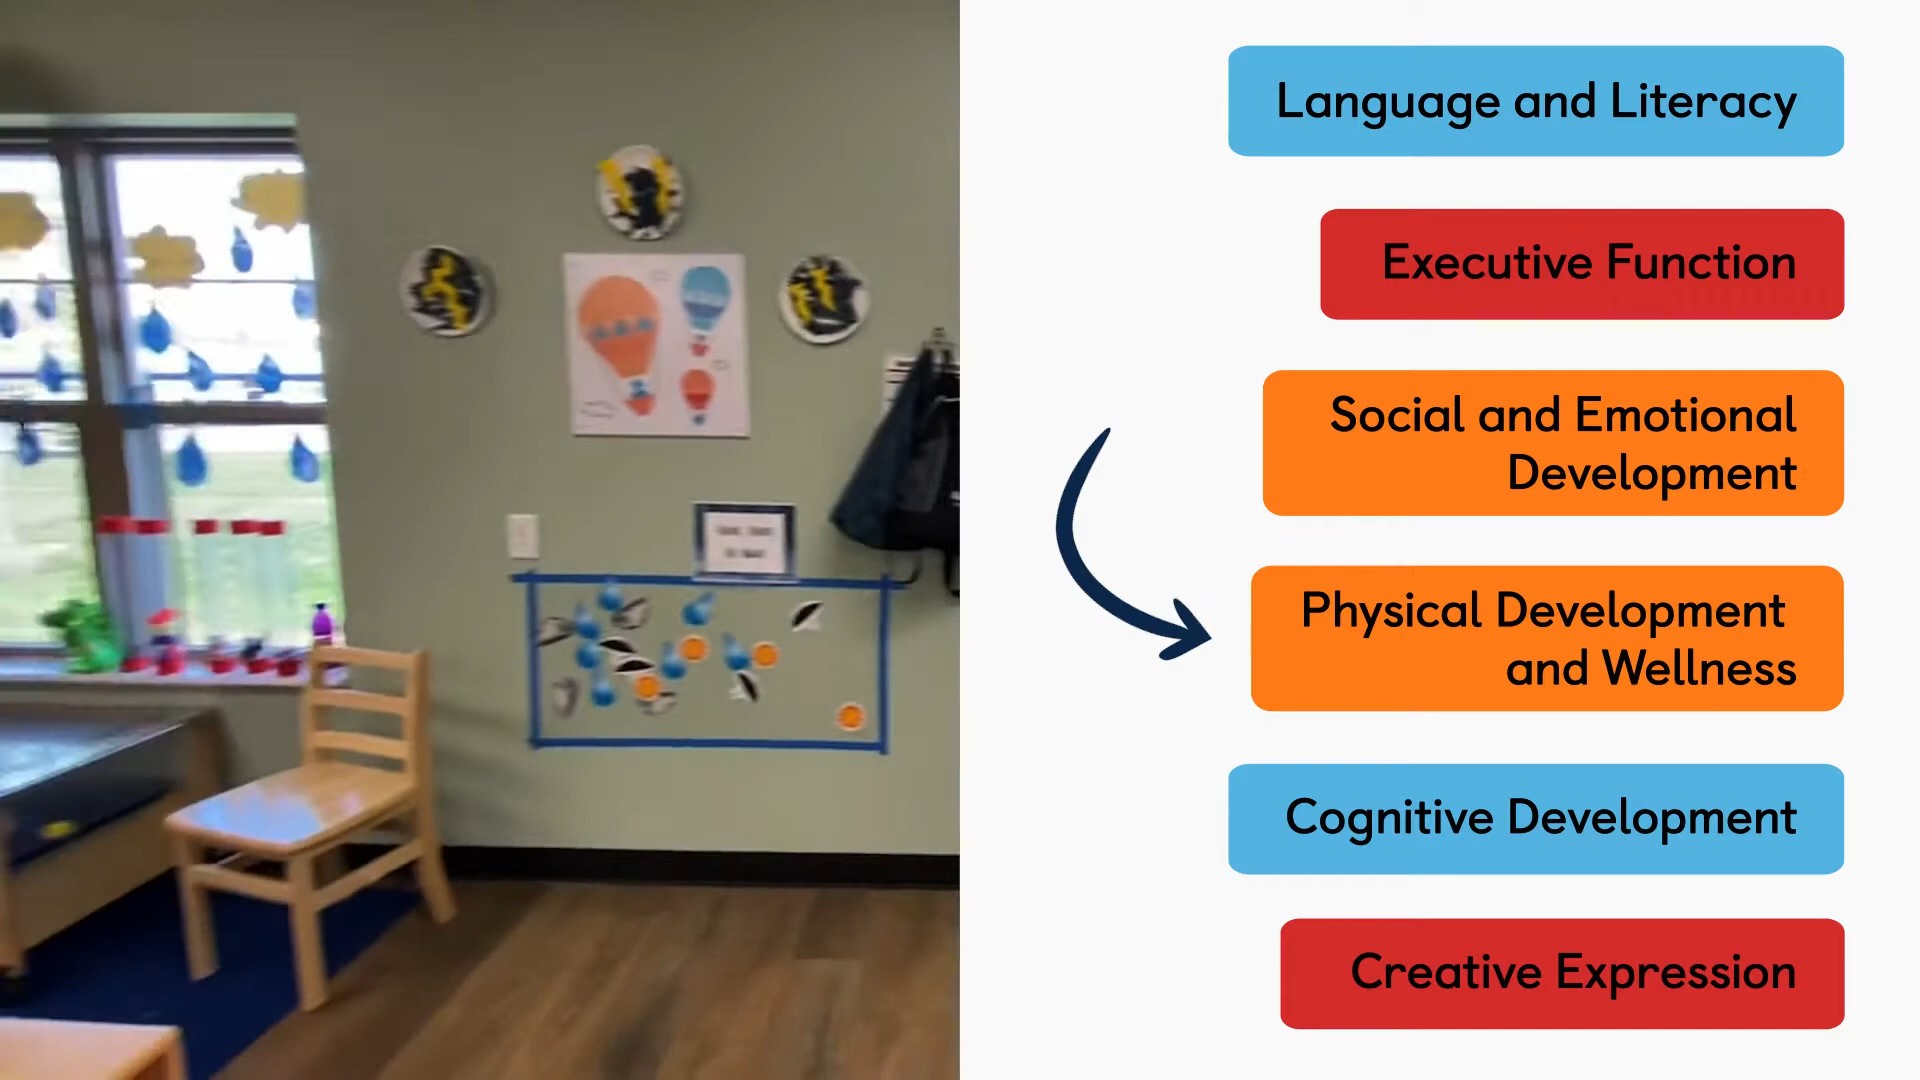 Language and Literacy
Executive Function
Social and Emotional
Development
Physical Development
and Wellness
Cognitive Development
Creative Expression